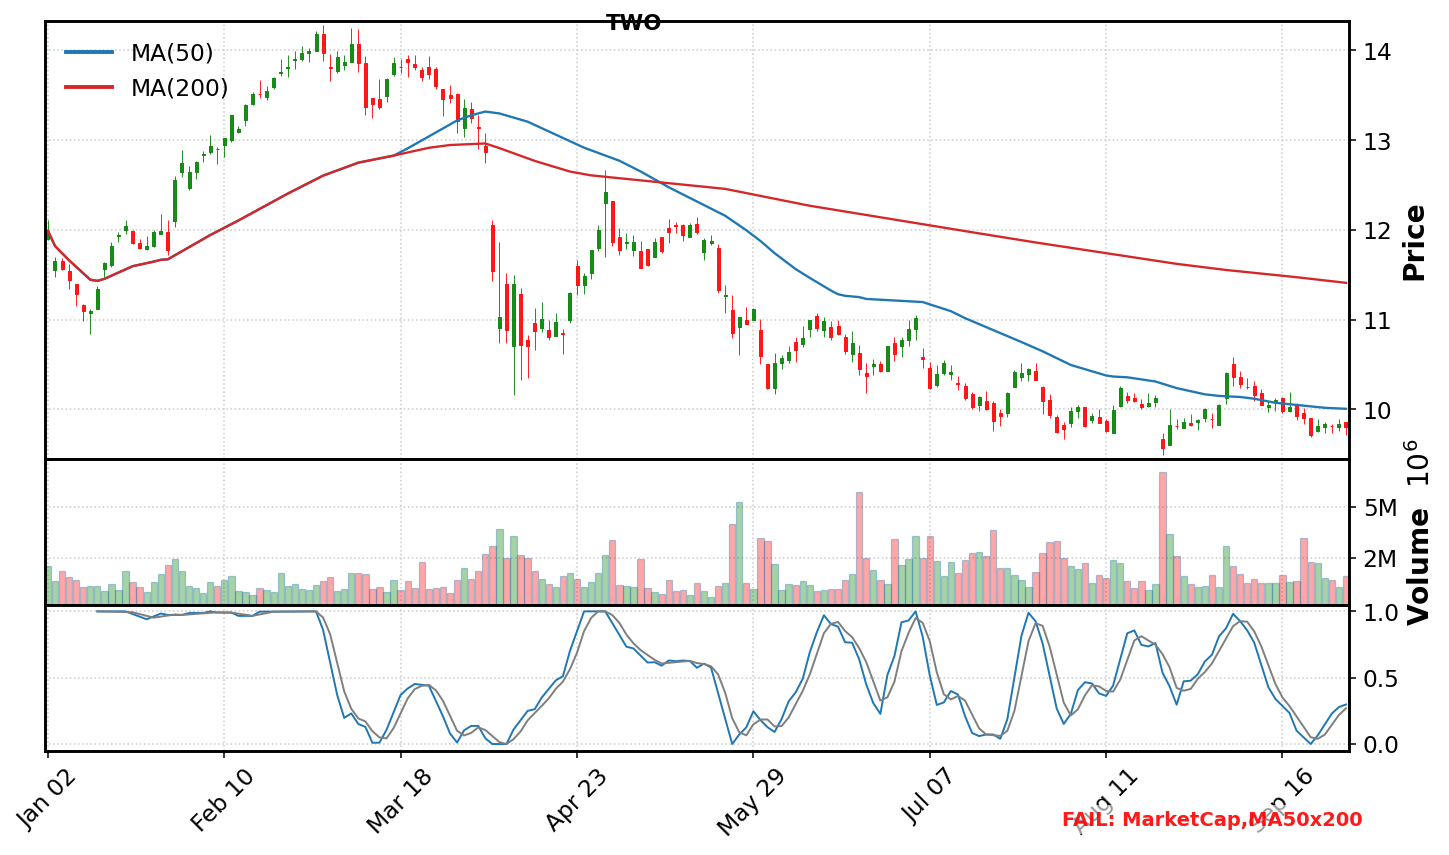 TWO
MA(50)
MA(200)
14
13
12
11
10
Price
5M
2M
Volume 10^6
1.0
0.5
0.0
Jan 02
Feb 10
Mar 18
Apr 23
May 29
Jul 07
Aug 11
Sep 16
FAIL: MarketCap,MA50x200